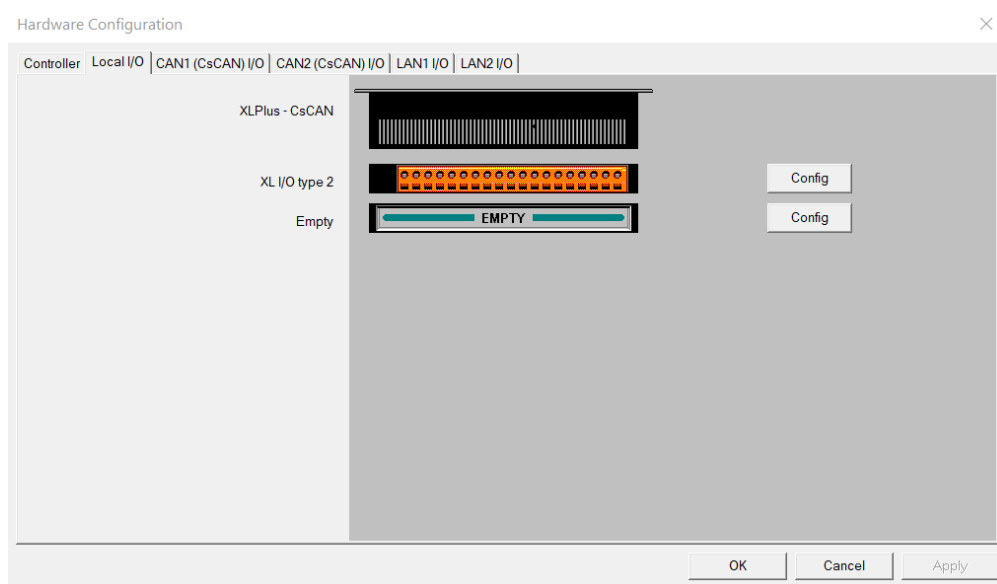 Hardware Configuration
Controller Local I/O CAN1 (CsCAN) I/O CAN2 (CsCAN) I/O LAN1 I/O LAN2 I/O
XLPlus - CsCAN
XL I/O type 2
Config
Empty
EMPTY
Config
OK Cancel Apply